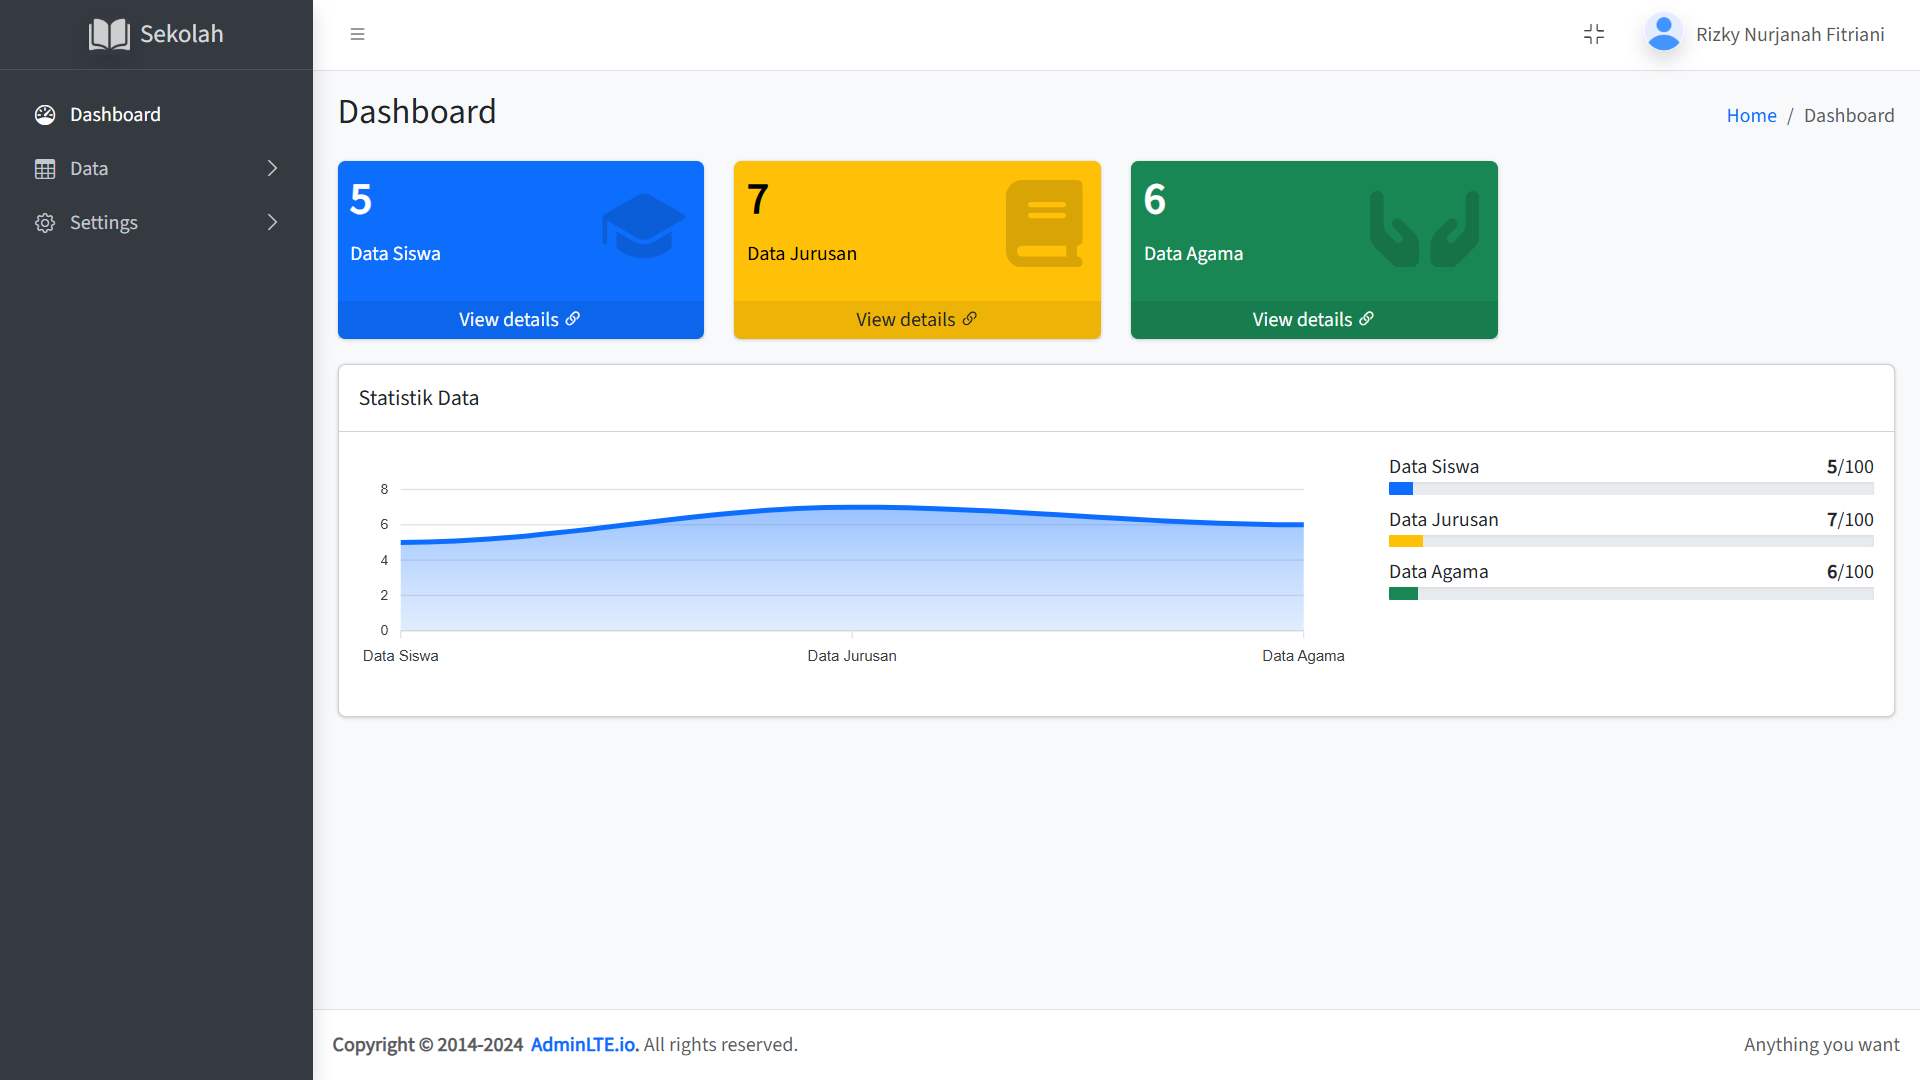 Sekolah
Rizky Nurjanah Fitriani
Dashboard
Data
Settings
Dashboard
Home / Dashboard
5
Data Siswa
View details
7
Data Jurusan
View details
6
Data Agama
View details
Statistik Data
8
6
4
2
0
Data Siswa
Data Jurusan
Data Agama
Data Siswa 5/100
Data Jurusan 7/100
Data Agama 6/100
Copyright © 2014-2024 AdminLTE.io. All rights reserved.
Anything you want